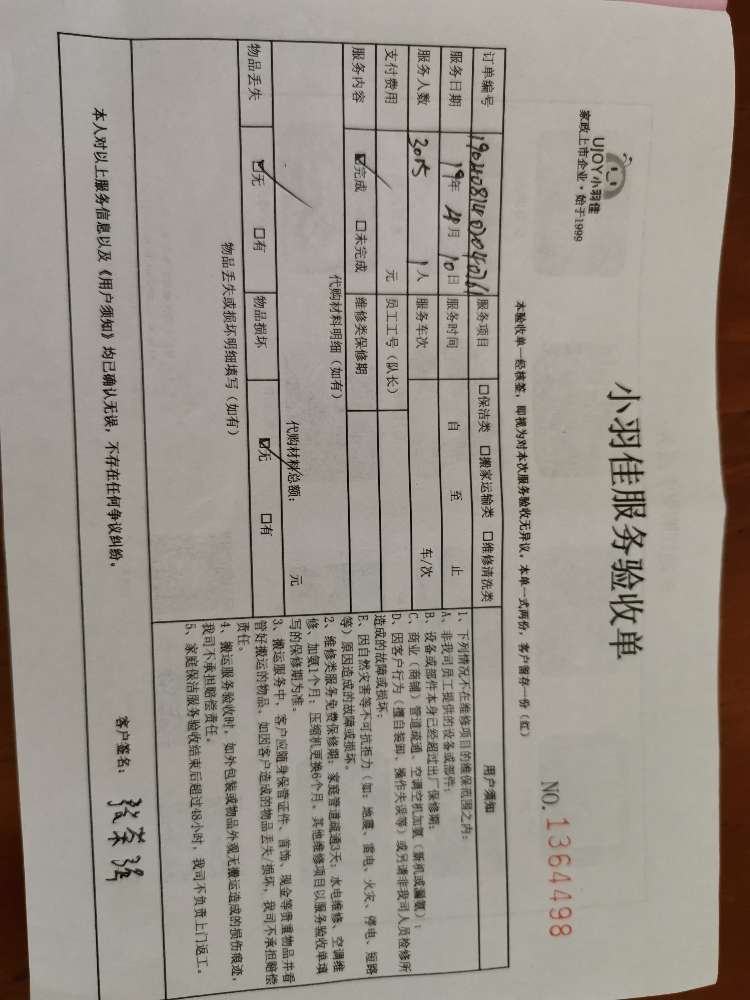 UJOY小羽佳
家政上市企业·始于1999
小羽佳服务验收单
NO. 1364498
本验收单一经核签，即视为对本次服务验收无异议，本单一式两份，客户留存一份（红）
订单编号 服务项目 口保洁类 口搬家运输类 口维修清洗类
服务日期 19年 4月 10日 服务时间 自 至 止
服务人数 1人 服务车次 车/次
支付费用 元 员工工号（队长）
服务内容 ☑完成 口未完成 维修类保修期
代购材料明细（如有）
代购材料总额： 元
物品丢失 ☑无 口有 物品损坏 ☑无 口有
物品丢失或损坏明细填写（如有）
用户须知
1、下列情况不在维修项目的维保范围之内：
A、非我司员工提供的设备或部件；
B、设备或部件本身已经超过出厂保修期；
C、商业（商铺）管道疏通、空调空机加氨（新机或漏氨）；
D、因客户行为（擅自装卸、操作失误等）或另请非我司人员检修所
造成的故障或损坏；
E、因自然灾害等不可抗拒力（如：地震、雷电、火灾、停电、短路
等）原因造成的故障或损坏。
2、维修类服务免费保修期：家庭管道疏通3天；水电维修、空调维
修、加氨1个月；压缩机更换6个月，其他维修项目以服务验收单填
写的保修期为准。
3、搬运服务中，客户应随身保管证件、首饰、现金等贵重物品并看
管好搬运的物品，如因客户造成的物品丢失/损坏，我司不承担赔偿
责任。
4、搬运服务验收时，如外包装或物品外观无搬运造成的损伤痕迹，
我司不承担赔偿责任。
5、家庭保洁服务验收结束后超过48小时，我司不负责上门返工。
本人对以上服务信息以及《用户须知》均已确认无误，不存在任何争议纠纷。
客户签名：